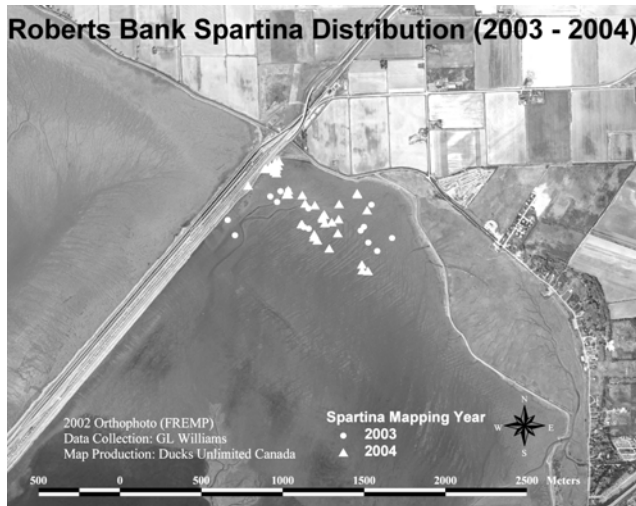 Roberts Bank Spartina Distribution (2003 - 2004)
2002 Orthophoto (FREMP)
Data Collection: GL Williams
Map Production: Ducks Unlimited Canada
Spartina Mapping Year
2003
2004
N
W E
S
500 0 500 1000 1500 2000 2500 Meters